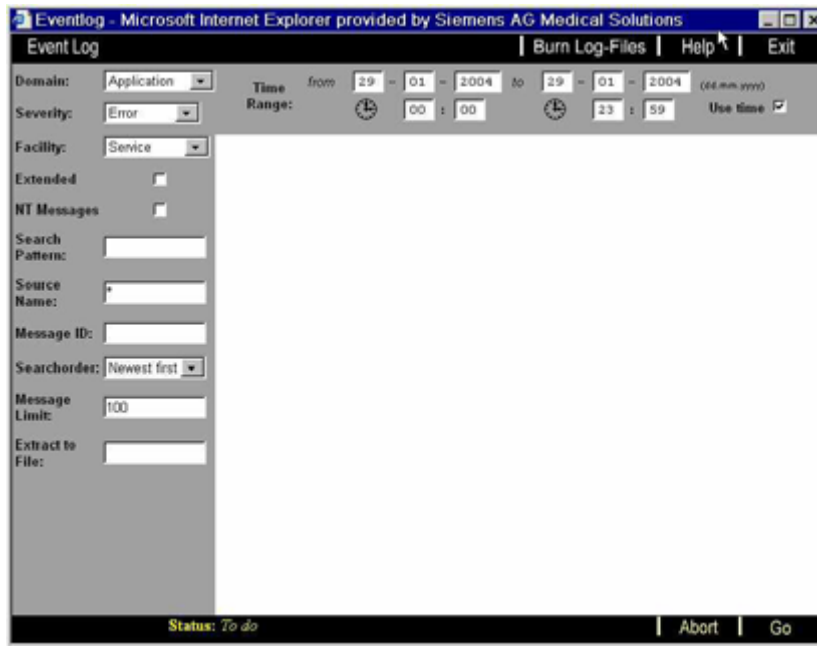 Eventlog - Microsoft Internet Explorer provided by Siemens AG Medical Solutions
Event Log | Burn Log-Files | Help | Exit
Domain: Application
Time Range: from 29 - 01 - 2004 to 29 - 01 - 2004 (dd.mm.yyyy)
00 : 00 23 : 59 Use time
Severity: Error
Facility: Service
Extended
NT Messages
Search Pattern:
Source Name: *
Message ID:
Searchorder: Newest first
Message Limit: 100
Extract to File:
Status: To do | Abort | Go